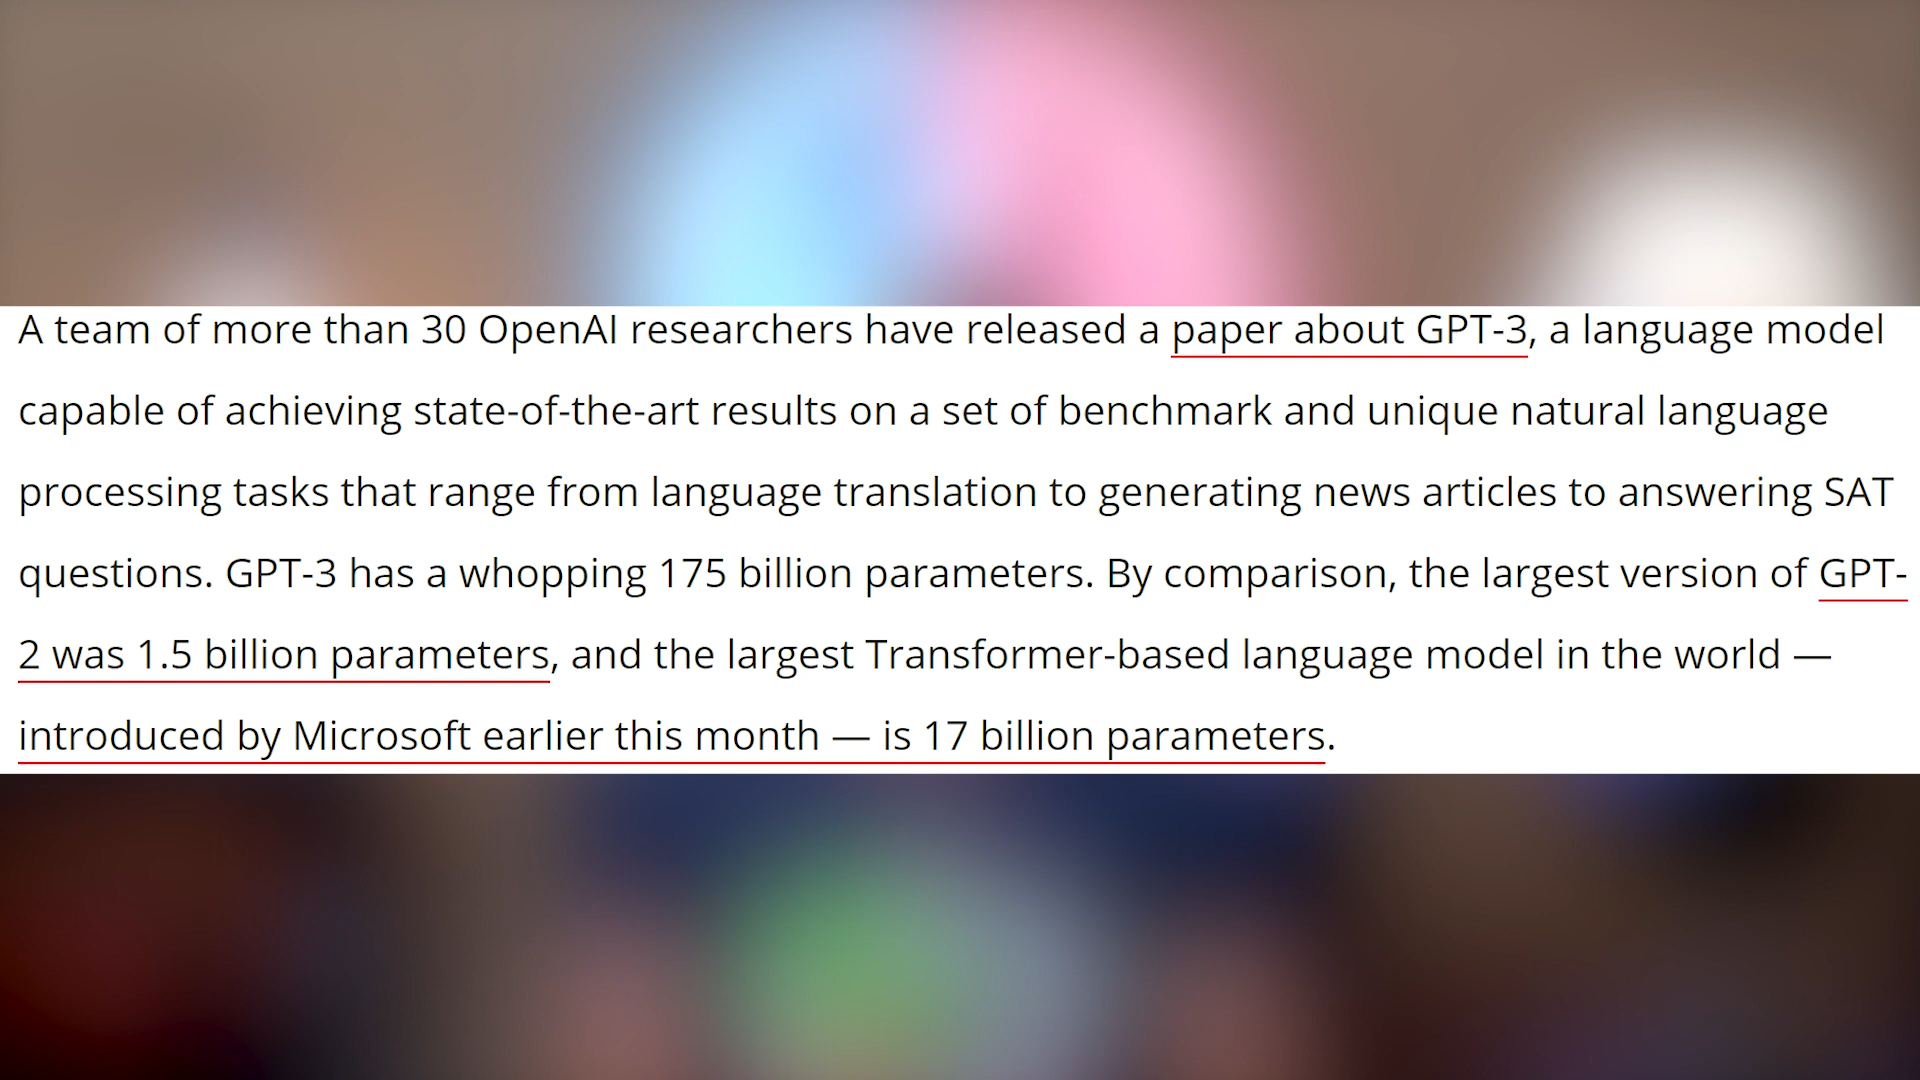 A team of more than 30 OpenAI researchers have released a paper about GPT-3, a language model
capable of achieving state-of-the-art results on a set of benchmark and unique natural language
processing tasks that range from language translation to generating news articles to answering SAT
questions. GPT-3 has a whopping 175 billion parameters. By comparison, the largest version of GPT-
2 was 1.5 billion parameters, and the largest Transformer-based language model in the world —
introduced by Microsoft earlier this month — is 17 billion parameters.